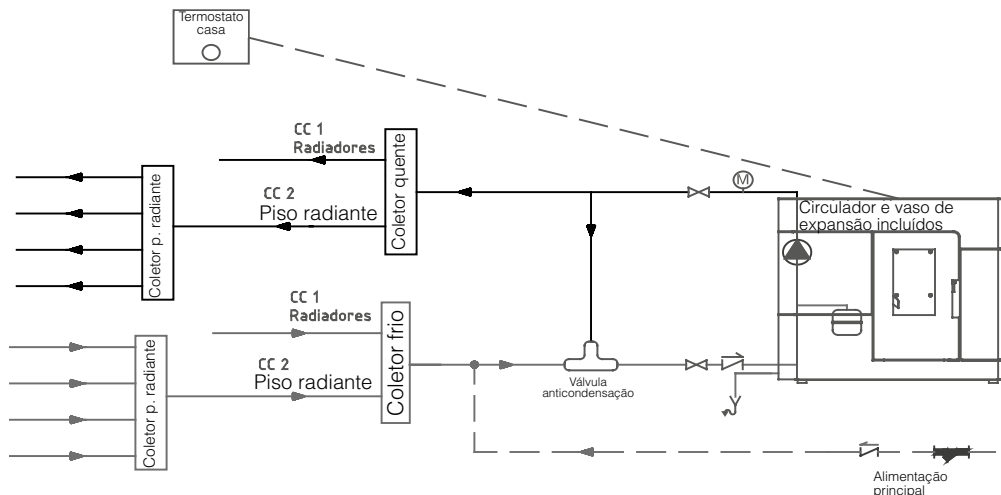 Termostato
casa
CC 1
Radiadores
Coletor quente
CC 2
Piso radiante
Coletor p. radiante
M
Circulador e vaso de
expansão incluídos
CC 1
Radiadores
Coletor frio
CC 2
Piso radiante
Coletor p. radiante
Válvula
anticondensação
Alimentação
principal